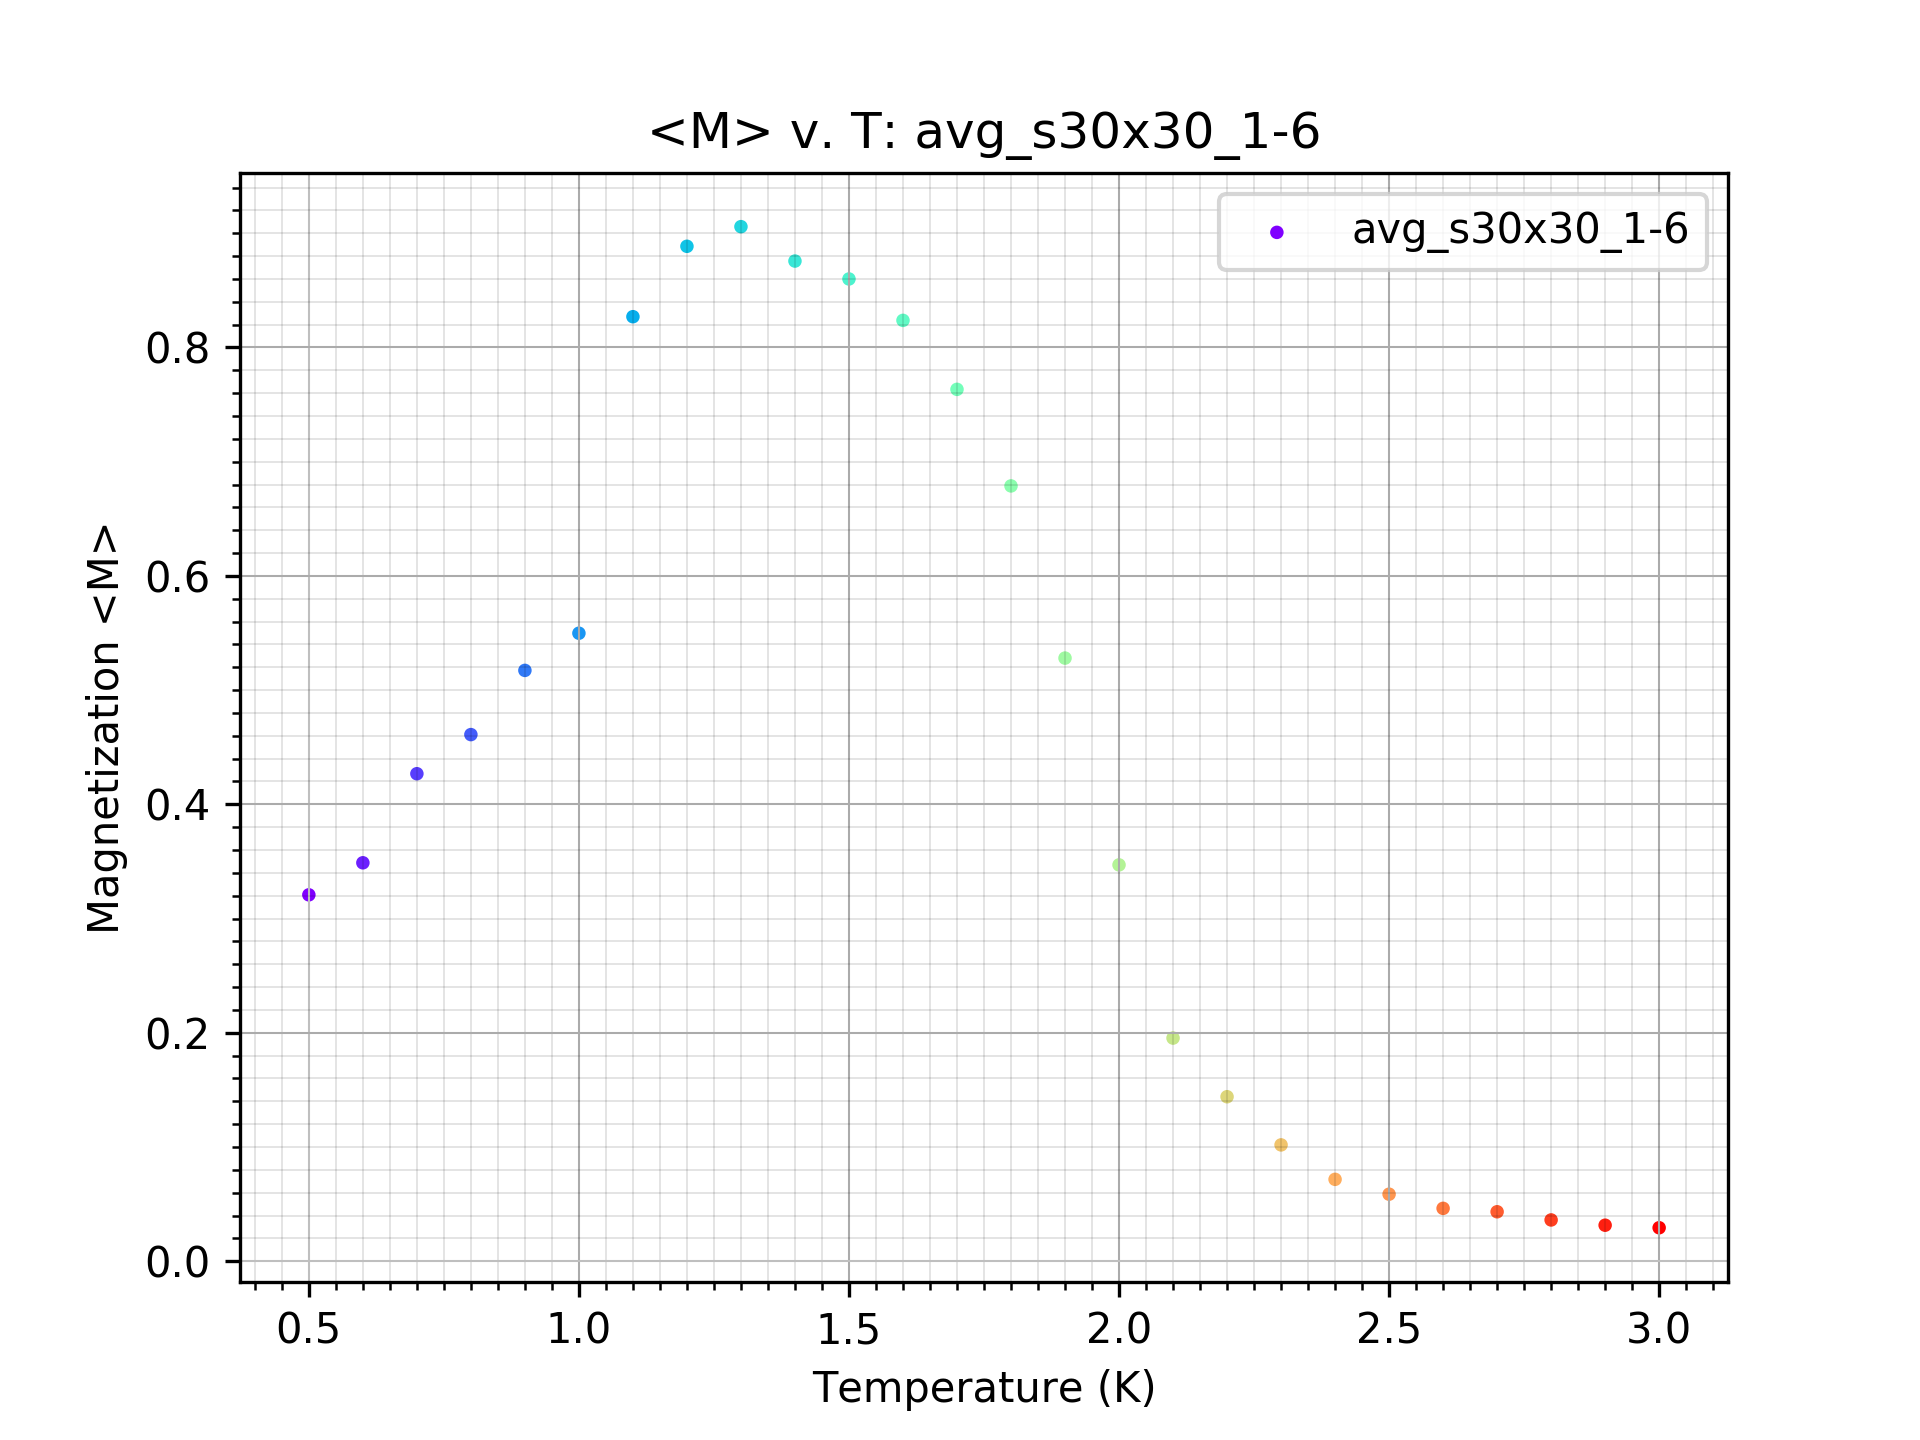 <M> v. T: avg_s30x30_1-6
avg_s30x30_1-6
Magnetization <M>
0.8
0.6
0.4
0.2
0.0
0.5 1.0 1.5 2.0 2.5 3.0
Temperature (K)